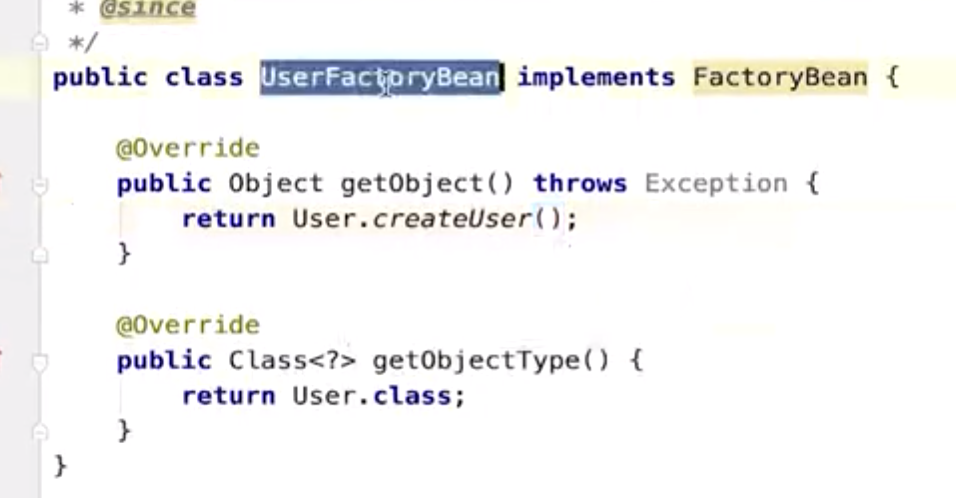 * @since
*/
public class UserFactoryBean implements FactoryBean {
@Override
public Object getObject() throws Exception {
return User.createUser();
}
@Override
public Class<?> getObjectType() {
return User.class;
}
}